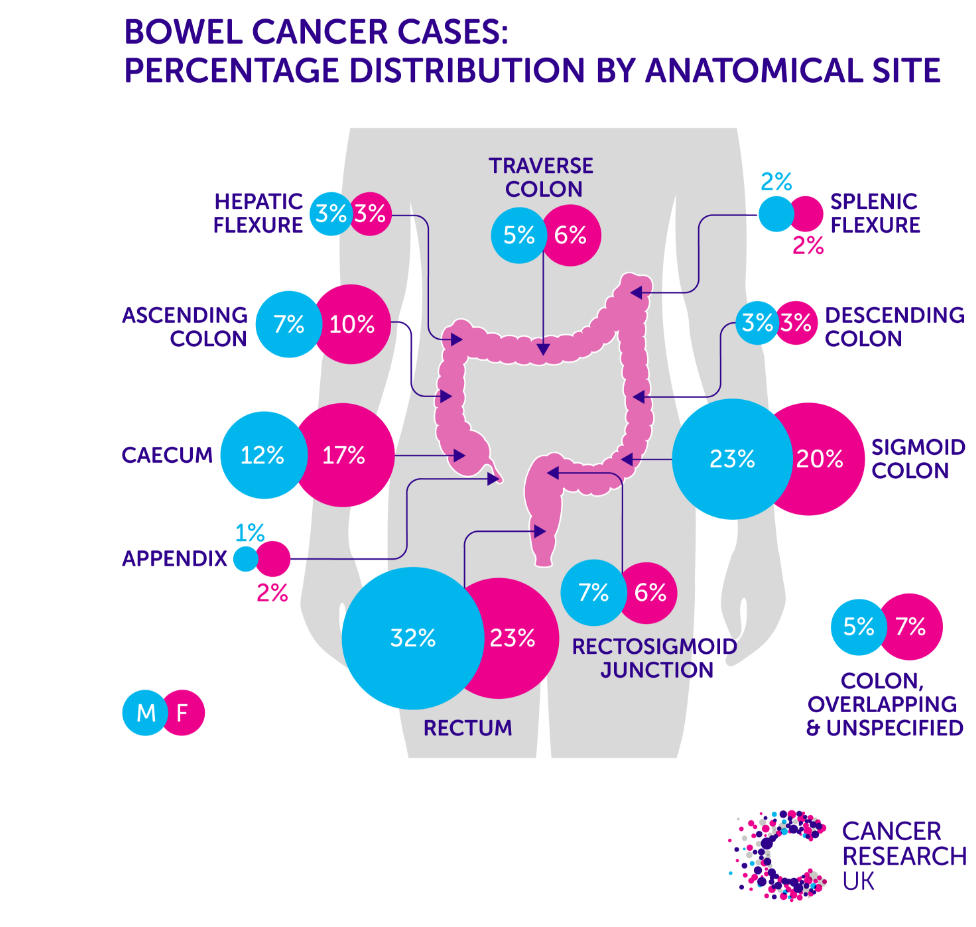 BOWEL CANCER CASES:
PERCENTAGE DISTRIBUTION BY ANATOMICAL SITE
TRAVERSE
COLON
5% 6%
HEPATIC
FLEXURE
3% 3%
2%
SPLENIC
FLEXURE
2%
ASCENDING
COLON
7% 10%
3% 3%
DESCENDING
COLON
CAECUM
12% 17%
23% 20%
SIGMOID
COLON
1%
APPENDIX
2%
32% 23%
RECTUM
7% 6%
RECTOSIGMOID
JUNCTION
5% 7%
COLON,
OVERLAPPING
& UNSPECIFIED
M F
CANCER
RESEARCH
UK